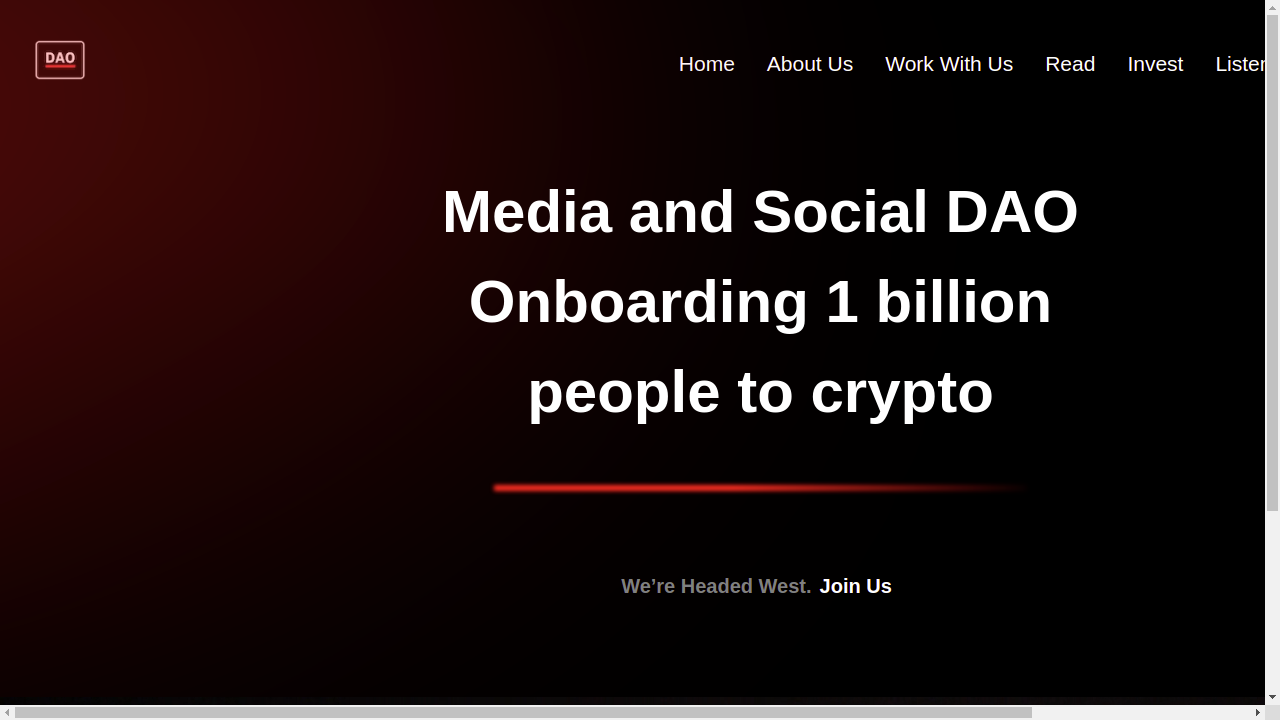 DAO
Home
About Us
Work With Us
Read
Invest
Listen
Media and Social DAO
Onboarding 1 billion
people to crypto
We’re Headed West. Join Us